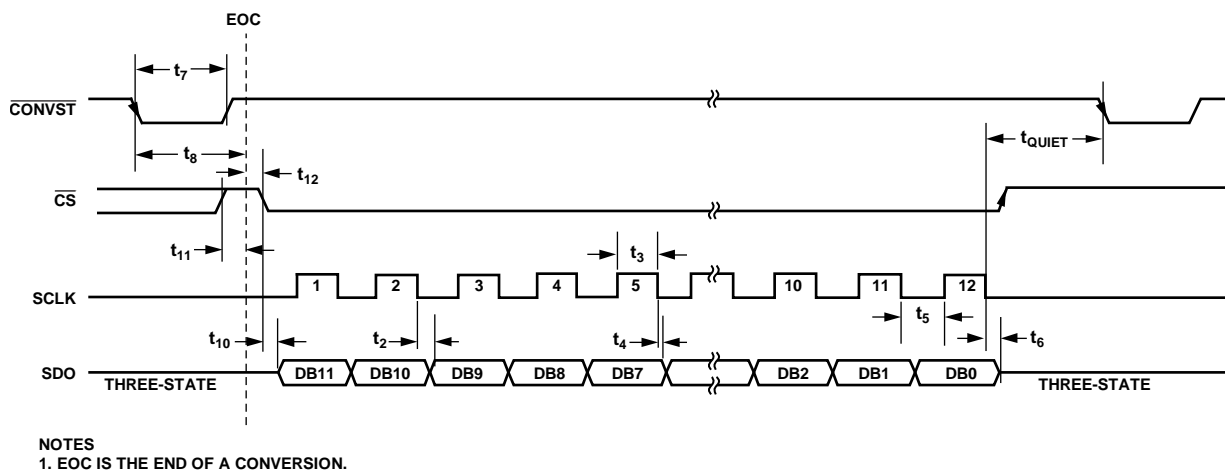 EOC
t7
CONVST
t8
tQUIET
t12
CS
t11
t3
SCLK 1 2 3 4 5 10 11 12
t10 t2 t4 t5 t6
SDO THREE-STATE DB11 DB10 DB9 DB8 DB7 DB2 DB1 DB0 THREE-STATE
NOTES
1. EOC IS THE END OF A CONVERSION.